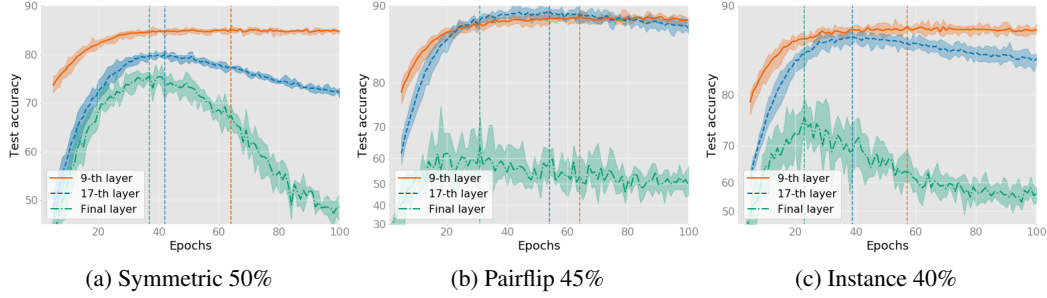 90
80
70
60
50
Test accuracy
9-th layer
17-th layer
Final layer
20 40 60 80 100
Epochs
(a) Symmetric 50%
90
80
70
60
50
40
30
Test accuracy
9-th layer
17-th layer
Final layer
20 40 60 80 100
Epochs
(b) Pairflip 45%
90
80
70
60
50
Test accuracy
9-th layer
17-th layer
Final layer
20 40 60 80 100
Epochs
(c) Instance 40%